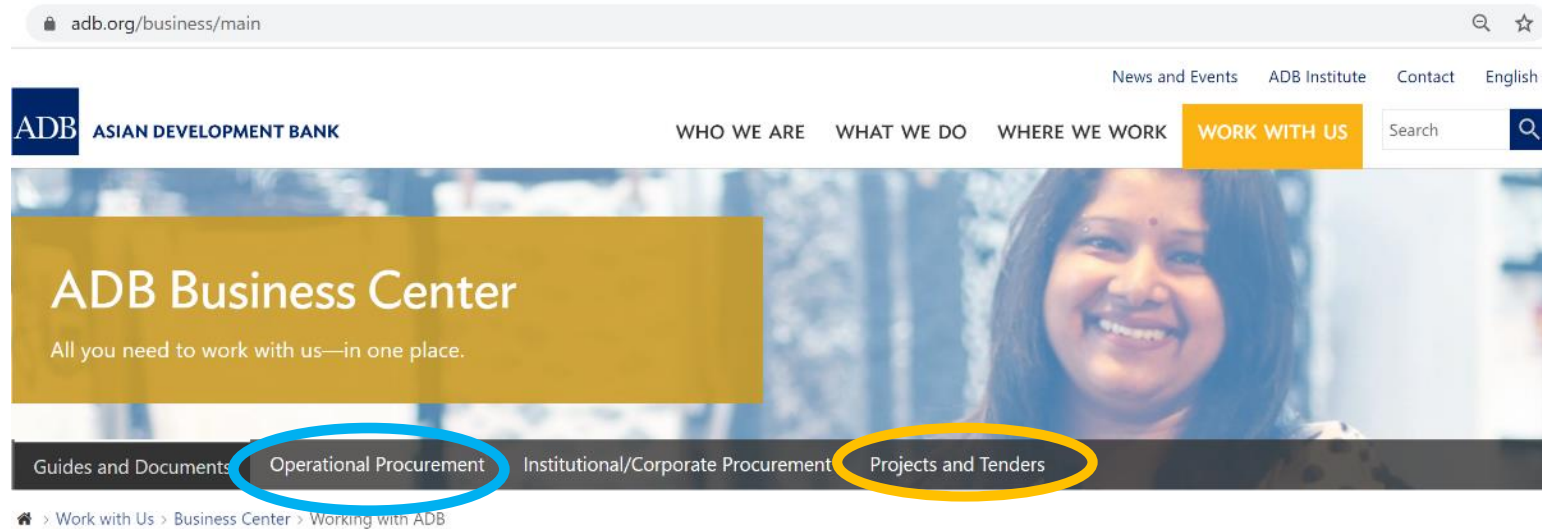 adb.org/business/main
News and Events ADB Institute Contact English
ADB ASIAN DEVELOPMENT BANK WHO WE ARE WHAT WE DO WHERE WE WORK WORK WITH US Search
ADB Business Center
All you need to work with us—in one place.
Guides and Documents Operational Procurement Institutional/Corporate Procurement Projects and Tenders
> Work with Us > Business Center > Working with ADB